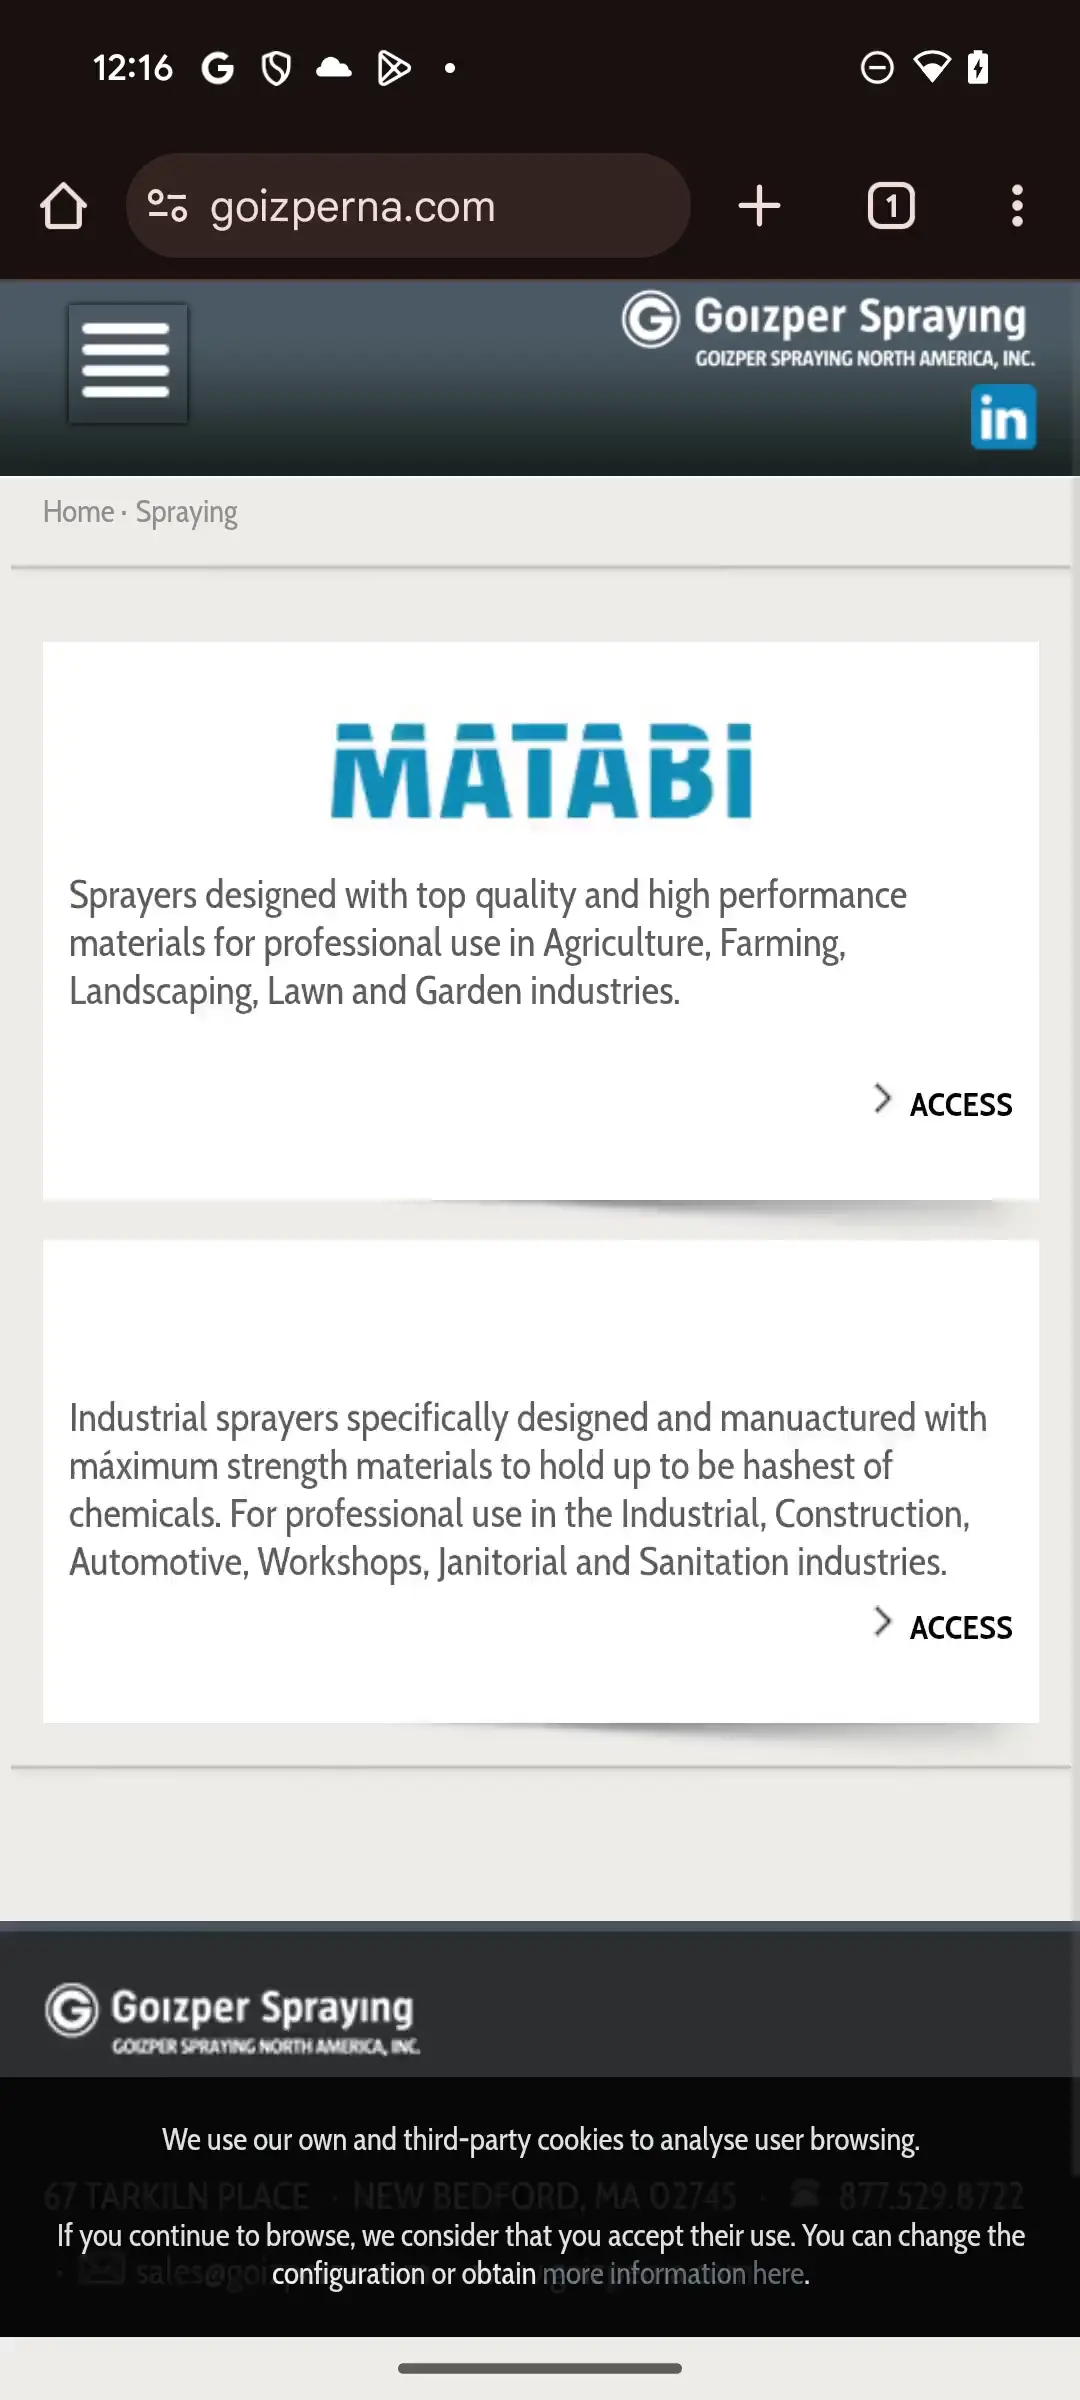 12:16
goizperna.com
1
Goizper Spraying
GOIZPER SPRAYING NORTH AMERICA, INC.
in
Home · Spraying
MATABi
Sprayers designed with top quality and high performance
materials for professional use in Agriculture, Farming,
Landscaping, Lawn and Garden industries.
ACCESS
Industrial sprayers specifically designed and manuactured with
máximum strength materials to hold up to be hashest of
chemicals. For professional use in the Industrial, Construction,
Automotive, Workshops, Janitorial and Sanitation industries.
ACCESS
Goizper Spraying
GOIZPER SPRAYING NORTH AMERICA, INC.
We use our own and third-party cookies to analyse user browsing.
67 TARKILN PLACE · NEW BEDFORD, MA 02745 · 877.529.8722
If you continue to browse, we consider that you accept their use. You can change the
configuration or obtain more information here.